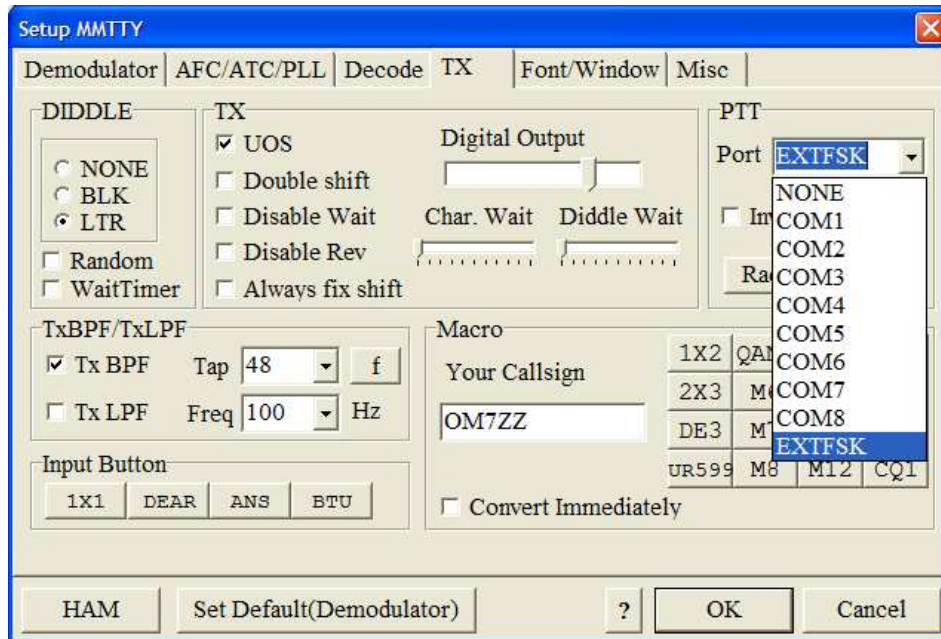 Setup MMTTY
Demodulator AFC/ATC/PLL Decode TX Font/Window Misc
DIDDLE
NONE
BLK
LTR
Random
WaitTimer
TX
UOS
Double shift
Disable Wait
Disable Rev
Always fix shift
Digital Output
Char. Wait Diddle Wait
PTT
Port EXTFSK
NONE
COM1
COM2
COM3
COM4
COM5
COM6
COM7
COM8
EXTFSK
TxBPF/TxLPF
Tx BPF Tap 48 f
Tx LPF Freq 100 Hz
Input Button
1X1 DEAR ANS BTU
Macro
Your Callsign
OM7ZZ
Convert Immediately
1X2
2X3
DE3
UR599 M8 M12 CQ1
HAM Set Default(Demodulator) ? OK Cancel